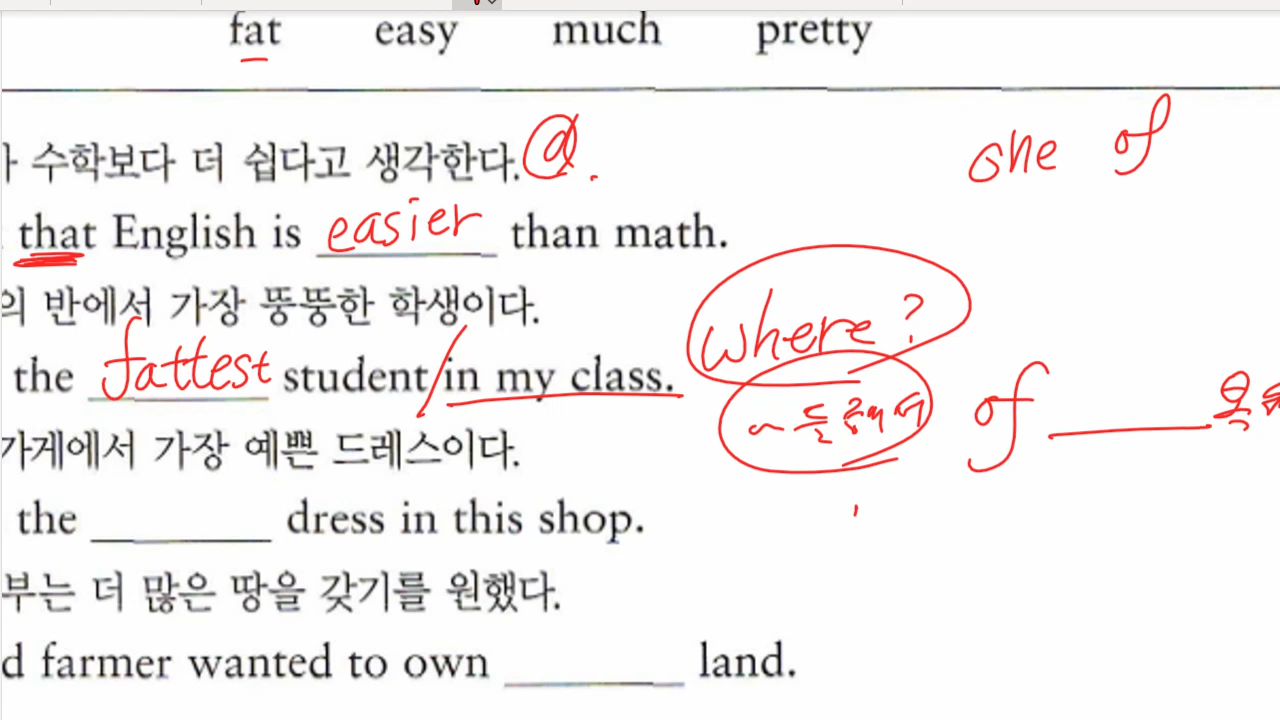 fat easy much pretty
수학보다 더 쉽다고 생각한다. @.
one of
that English is easier than math.
의 반에서 가장 뚱뚱한 학생이다.
where?
the fattest student / in my class.
~들 중에서 of
가게에서 가장 예쁜 드레스이다.
the dress in this shop.
부는 더 많은 땅을 갖기를 원했다.
d farmer wanted to own land.